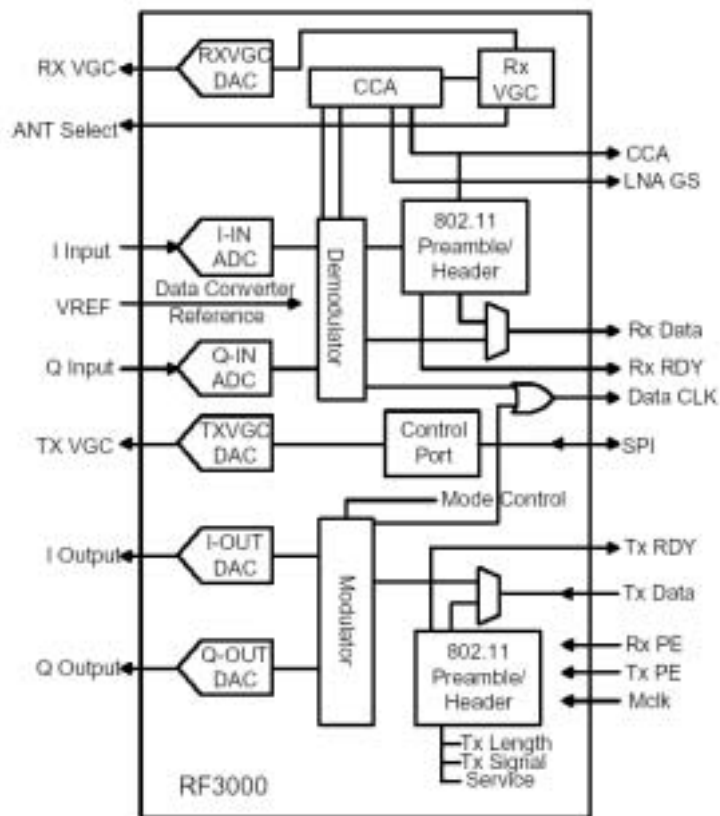 RX VGC
RXVGC
DAC
Rx
VGC
CCA
ANT Select
CCA
LNA GS
802.11
Preamble/
Header
I Input
I-IN
ADC
Demodulator
VREF
Data Converter
Reference
Rx Data
Q Input
Q-IN
ADC
Rx RDY
Data CLK
TX VGC
TXVGC
DAC
Control
Port
SPI
Mode Control
I Output
I-OUT
DAC
Modulator
Tx RDY
Tx Data
Q Output
Q-OUT
DAC
802.11
Preamble/
Header
Rx PE
Tx PE
Mclk
Tx Length
Tx Signal
Service
RF3000